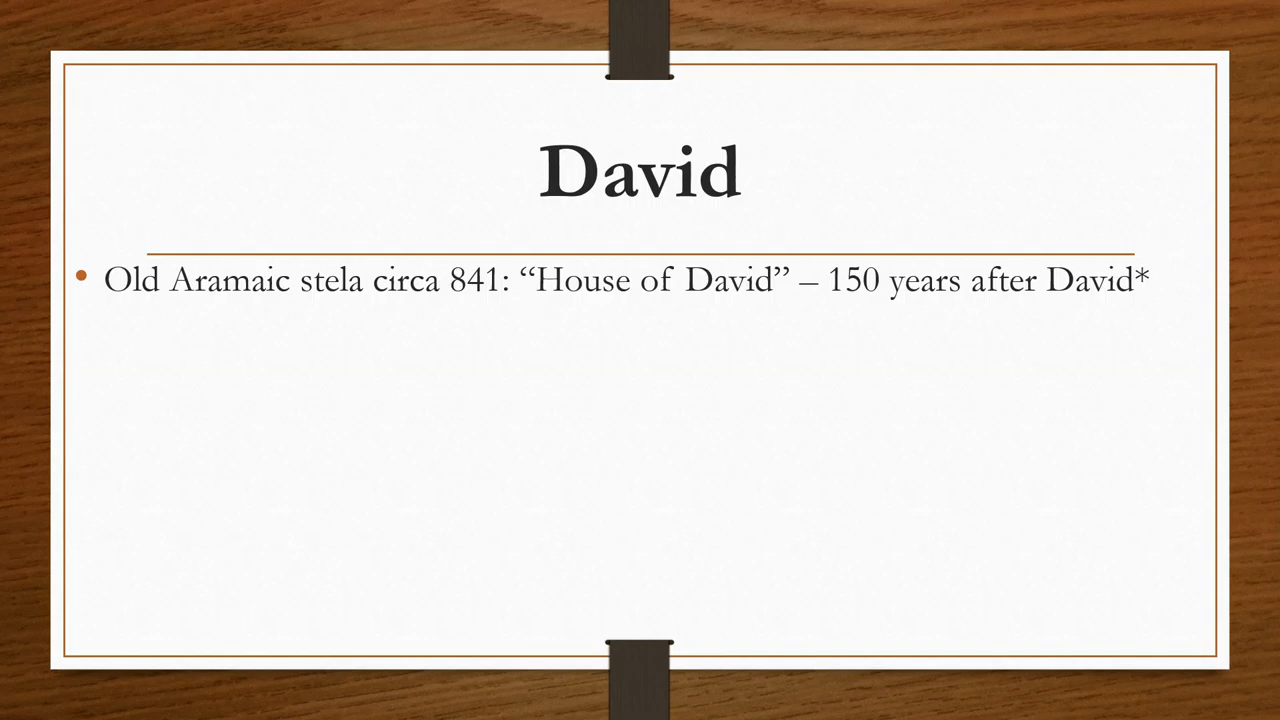 David
• Old Aramaic stela circa 841: “House of David” – 150 years after David*